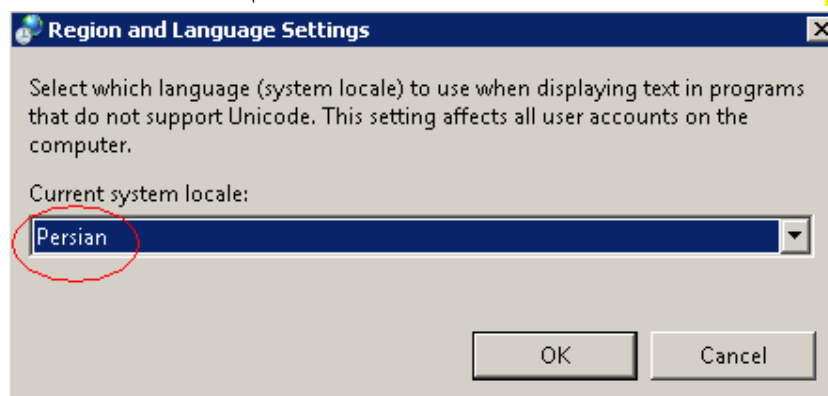 Region and Language Settings
Select which language (system locale) to use when displaying text in programs
that do not support Unicode. This setting affects all user accounts on the
computer.
Current system locale:
Persian
OK
Cancel